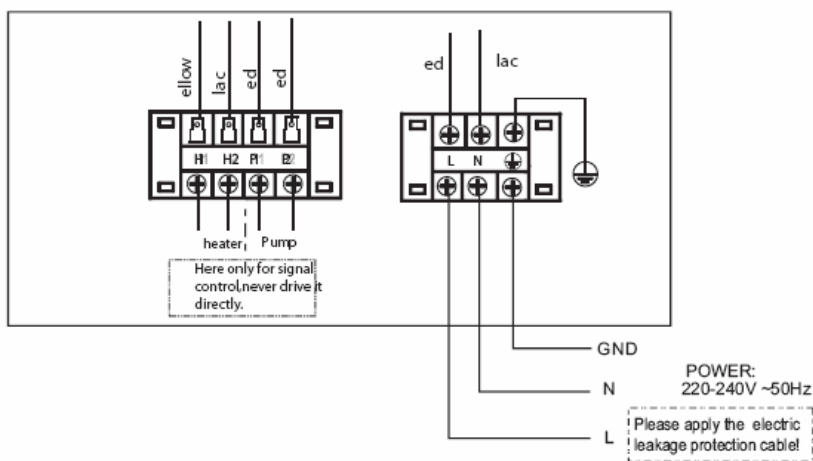 ellow
lac
ed
ed
ed
lac
H1 H2 P1 P2
L N
heater
Pump
Here only for signal
control,never drive it
directly.
GND
N
L
POWER:
220-240V ~50Hz
Please apply the electric
leakage protection cable!